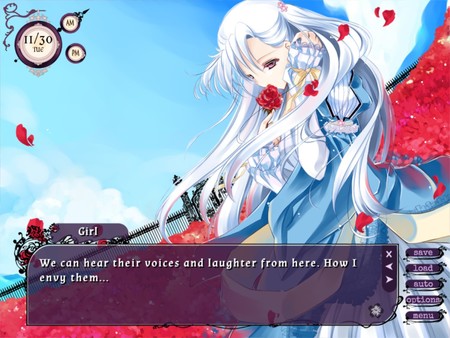 11/30
TUE
AM
PM
Girl
We can hear their voices and laughter from here. How I
envy them...
save
load
auto
options
menu